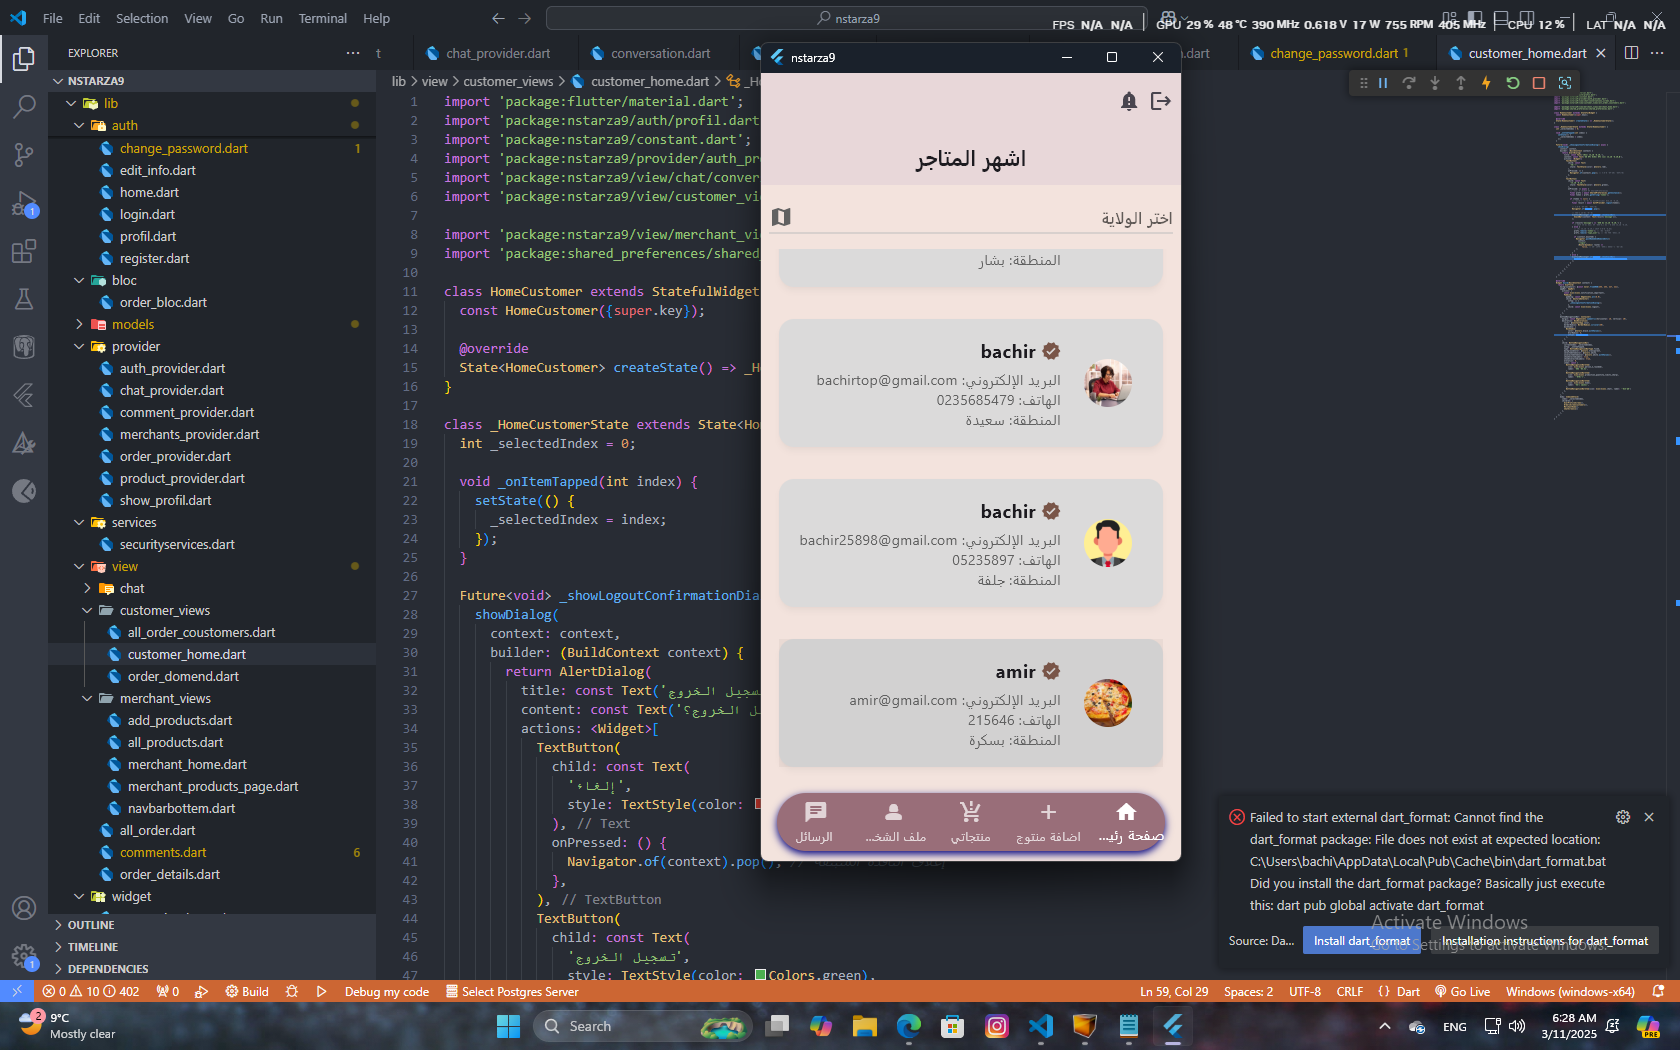 File Edit Selection View Go Run Terminal Help
nstarza9
FPS N/A N/A GPU 29 % 48 °C 390 MHz 0.618 V 17 W 755 RPM 405 MHz CPU 12 % LAT N/A N/A
EXPLORER
chat_provider.dart
conversation.dart
change_password.dart 1
customer_home.dart
NSTARZA9
lib
auth
change_password.dart 1
edit_info.dart
home.dart
login.dart
profil.dart
register.dart
bloc
order_bloc.dart
models
provider
auth_provider.dart
chat_provider.dart
comment_provider.dart
merchants_provider.dart
order_provider.dart
product_provider.dart
show_profil.dart
services
securityservices.dart
view
chat
customer_views
all_order_coustomers.dart
customer_home.dart
order_domend.dart
merchant_views
add_products.dart
all_products.dart
merchant_home.dart
merchant_products_page.dart
navbarbottem.dart
all_order.dart
comments.dart 6
order_details.dart
widget
OUTLINE
TIMELINE
DEPENDENCIES
lib > view > customer_views > customer_home.dart >
1 import 'package:flutter/material.dart';
2 import 'package:nstarza9/auth/profil.dart
3 import 'package:nstarza9/constant.dart';
4 import 'package:nstarza9/provider/auth_pr
5 import 'package:nstarza9/view/chat/conver
6 import 'package:nstarza9/view/customer_vi
7
8 import 'package:nstarza9/view/merchant_vi
9 import 'package:shared_preferences/shared
10
11 class HomeCustomer extends StatefulWidget
12 const HomeCustomer({super.key});
13
14 @override
15 State<HomeCustomer> createState() => _H
16 }
17
18 class _HomeCustomerState extends State<Ho
19 int _selectedIndex = 0;
20
21 void _onItemTapped(int index) {
22 setState(() {
23 _selectedIndex = index;
24 });
25 }
26
27 Future<void> _showLogoutConfirmationDia
28 showDialog(
29 context: context,
30 builder: (BuildContext context) {
31 return AlertDialog(
32 title: const Text('تسجيل الخروج
33 content: const Text('ل الخروج؟
34 actions: <Widget>[
35 TextButton(
36 child: const Text(
37 'إلغاء',
38 style: TextStyle(color:
39 ), // Text
40 onPressed: () {
41 Navigator.of(context).pop();
42 },
43 ), // TextButton
44 TextButton(
45 child: const Text(
46 'تسجيل الخروج',
47 style: TextStyle(color: Colors.green),
nstarza9
اشهر المتاجر
اختر الولاية
المنطقة: بشار
bachir
البريد الإلكتروني: bachirtop@gmail.com
الهاتف: 0235685479
المنطقة: سعيدة
bachir
البريد الإلكتروني: bachir25898@gmail.com
الهاتف: 05235897
المنطقة: جلفة
amir
البريد الإلكتروني: amir@gmail.com
الهاتف: 215646
المنطقة: بسكرة
صفحة رئي...
اضافة منتوج
منتجاتي
ملف الشخ...
الرسائل
Failed to start external dart_format: Cannot find the
dart_format package: File does not exist at expected location:
C:\Users\bachi\AppData\Local\Pub\Cache\bin\dart_format.bat
Did you install the dart_format package? Basically just execute
this: dart pub global activate dart_format
Activate Windows
Go to Settings to activate Windows.
Source: Da...
Install dart_format
Installation instructions for dart_format
0 10 402 0 Build Debug my code Select Postgres Server
Ln 59, Col 29 Spaces: 2 UTF-8 CRLF {} Dart Go Live Windows (windows-x64)
2
9°C
Mostly clear
Search
ENG
6:28 AM
3/11/2025
PRE